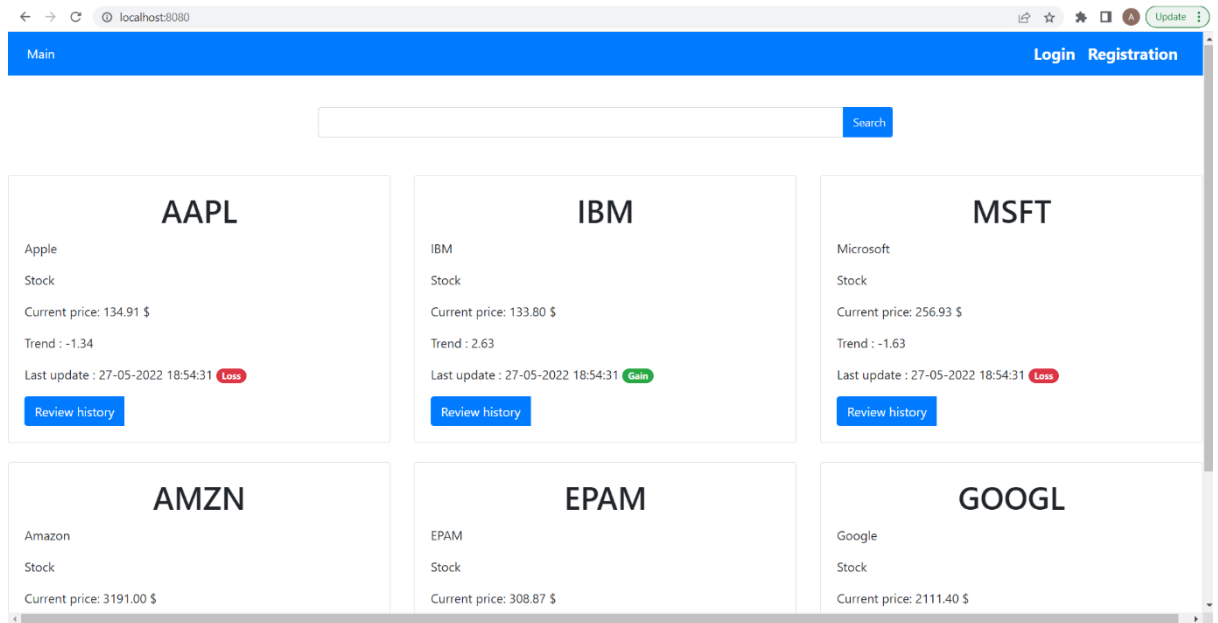 localhost:8080
A
Update
Main
Login Registration
Search
AAPL
Apple
Stock
Current price: 134.91 $
Trend : -1.34
Last update : 27-05-2022 18:54:31 Loss
Review history
IBM
IBM
Stock
Current price: 133.80 $
Trend : 2.63
Last update : 27-05-2022 18:54:31 Gain
Review history
MSFT
Microsoft
Stock
Current price: 256.93 $
Trend : -1.63
Last update : 27-05-2022 18:54:31 Loss
Review history
AMZN
Amazon
Stock
Current price: 3191.00 $
EPAM
EPAM
Stock
Current price: 308.87 $
GOOGL
Google
Stock
Current price: 2111.40 $